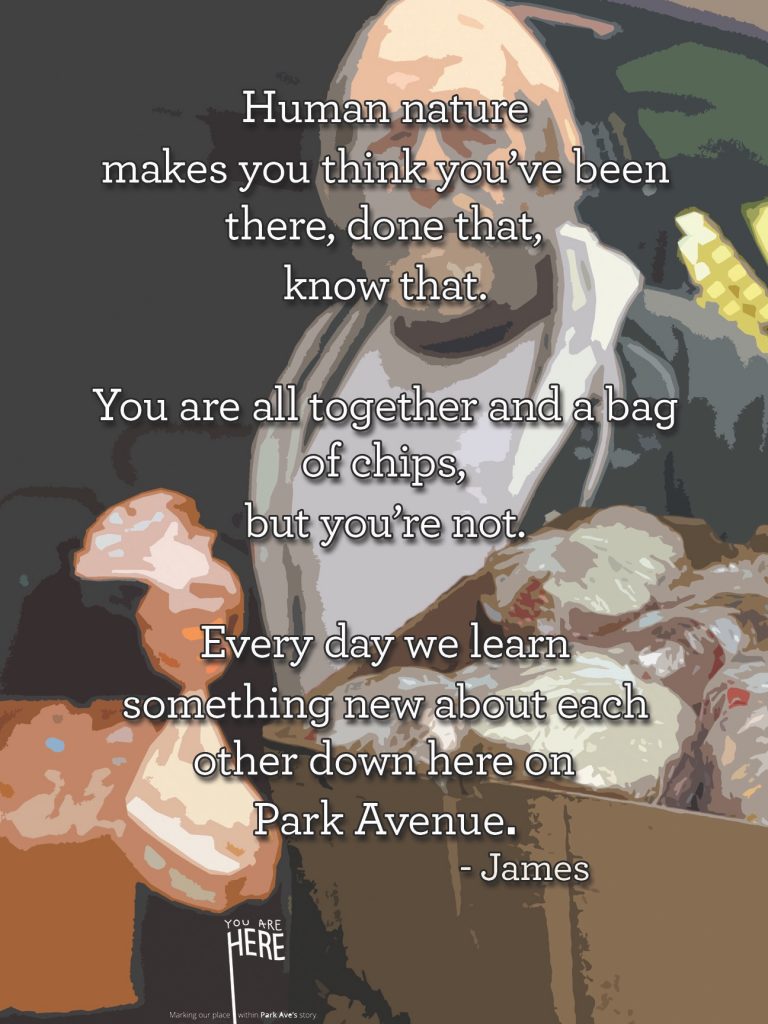 Human nature
makes you think you've been
there, done that,
know that.
You are all together and a bag
of chips,
but you're not.
Every day we learn
something new about each
other down here on
Park Avenue.
- James
YOU ARE
HERE
Marking our place within Park Ave's story